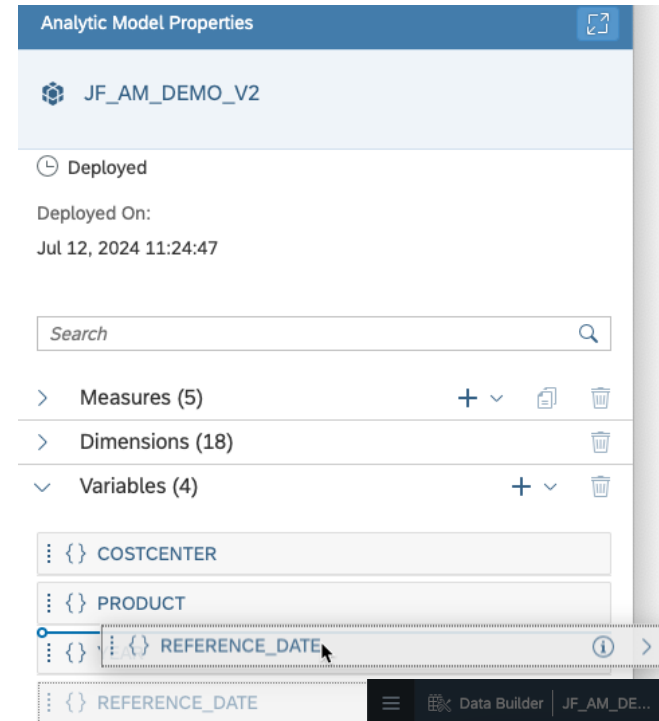 Analytic Model Properties
JF_AM_DEMO_V2
Deployed
Deployed On:
Jul 12, 2024 11:24:47
Search
Measures (5)
Dimensions (18)
Variables (4)
{} COSTCENTER
{} PRODUCT
{} REFERENCE_DATE
{}
{} REFERENCE_DATE
Data Builder JF_AM_DE...